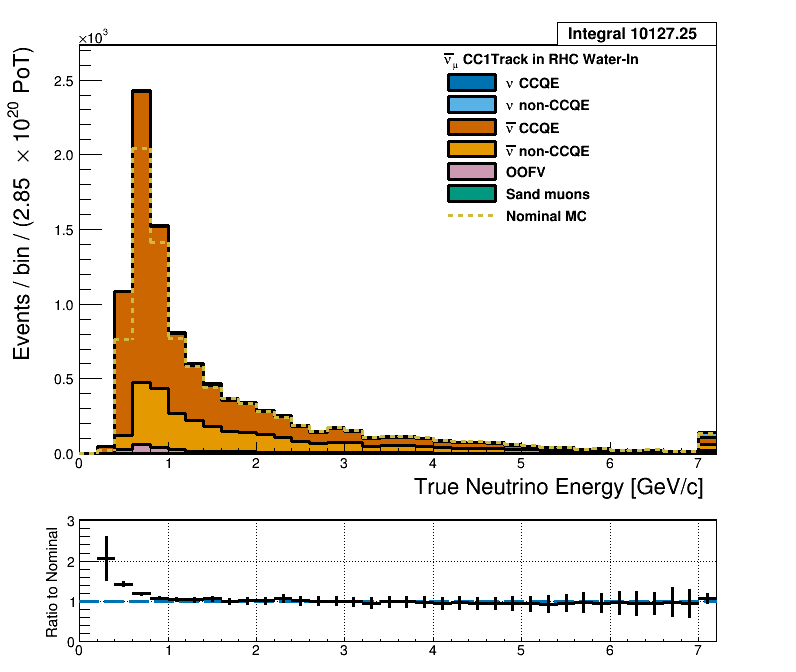 Integral 10127.25
×10³
ν̅μ CC1Track in RHC Water-In
ν CCQE
ν non-CCQE
ν̅ CCQE
ν̅ non-CCQE
OOFV
Sand muons
Nominal MC
Events / bin / (2.85 × 10²⁰ PoT)
2.5
2.0
1.5
1.0
0.5
0.0
0 1 2 3 4 5 6 7
True Neutrino Energy [GeV/c]
Ratio to Nominal
3
2
1
0
0 1 2 3 4 5 6 7